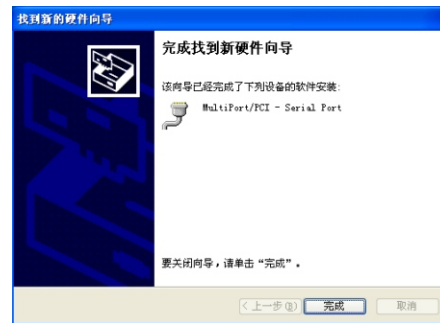 找到新的硬件向导
完成找到新硬件向导
该向导已经完成了下列设备的软件安装:
MultiPort/PCI - Serial Port
要关闭向导，请单击“完成”。
<上一步(B) 完成 取消